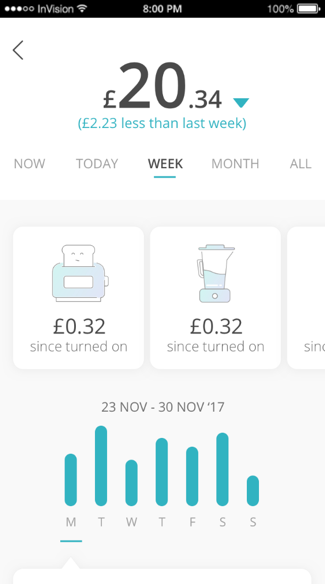 InVision 8:00 PM 100%
£20.34
(£2.23 less than last week)
NOW TODAY WEEK MONTH ALL
£0.32 £0.32
since turned on since turned on sinc
23 NOV - 30 NOV ‘17
M T W T F S S